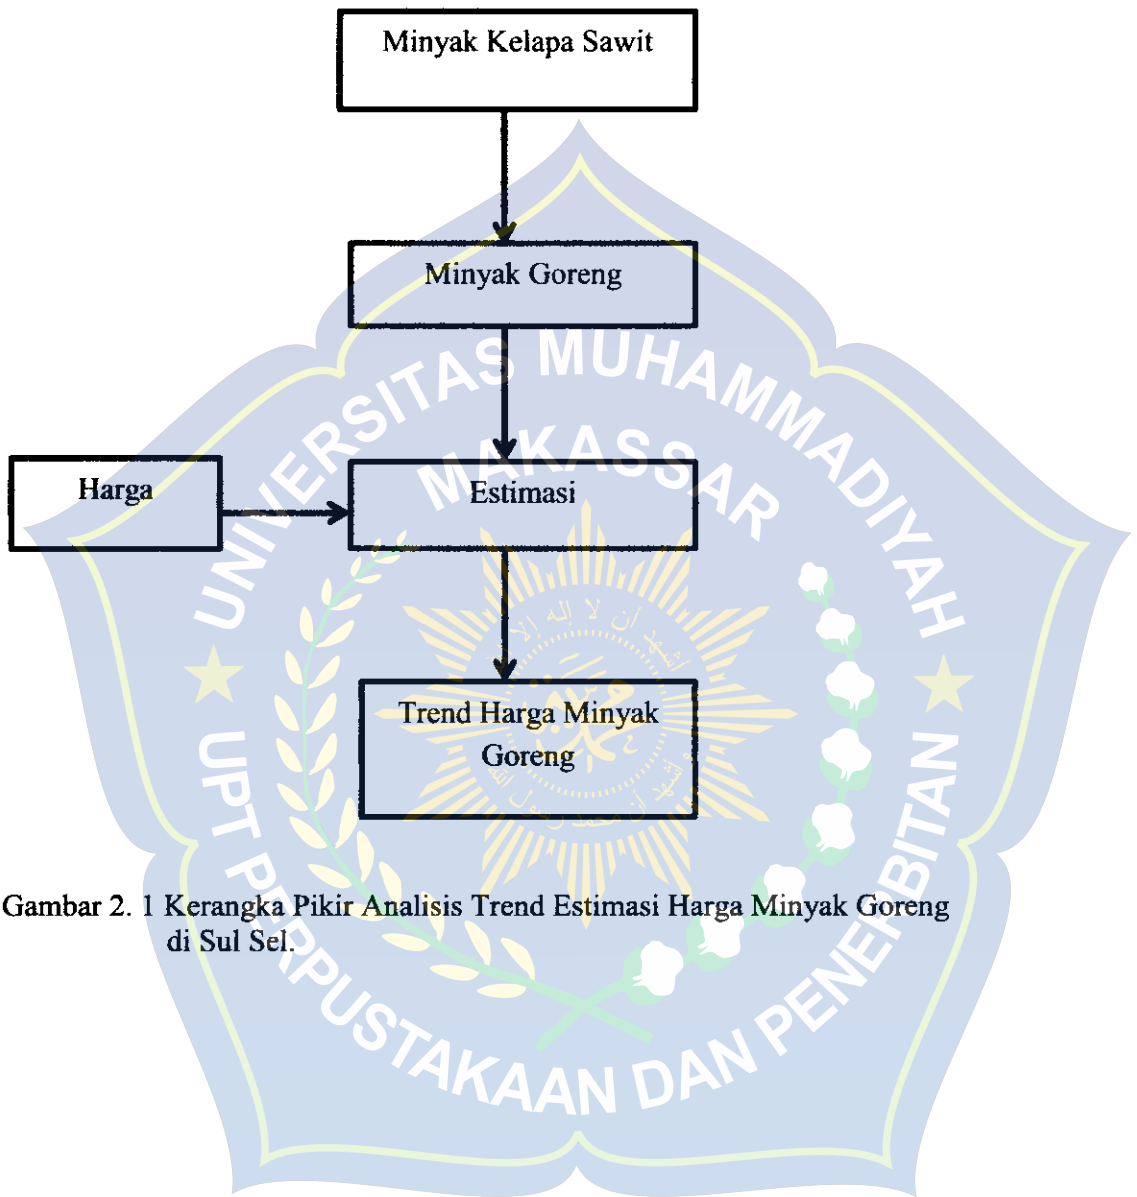 Minyak Kelapa Sawit
Minyak Goreng
Harga
Estimasi
Trend Harga Minyak
Goreng
Gambar 2. 1 Kerangka Pikir Analisis Trend Estimasi Harga Minyak Goreng
di Sul Sel.
UNIVERSITAS MUHAMMADIYAH
MAKASSAR
UPT PERPUSTAKAAN DAN PENERBITAN